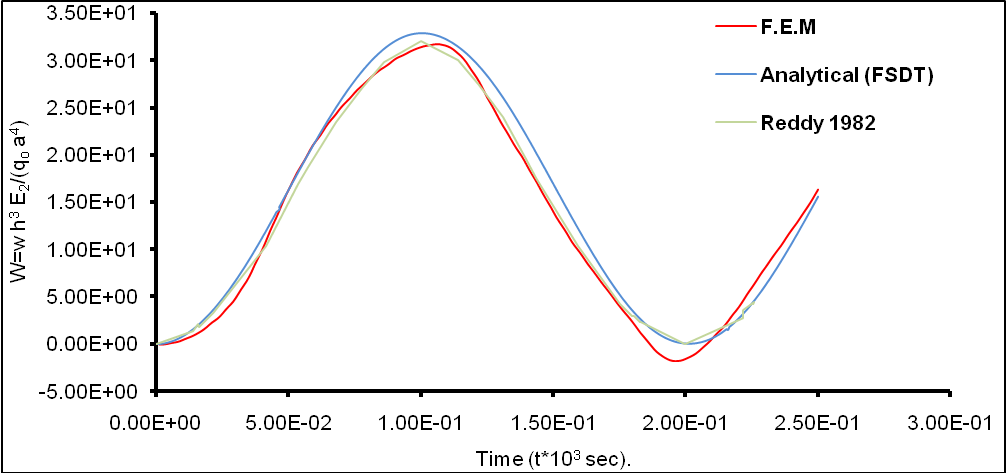 3.50E+01
3.00E+01
2.50E+01
2.00E+01
1.50E+01
1.00E+01
5.00E+00
0.00E+00
-5.00E+00
W=w h³ E₂/(q₀ a⁴)
F.E.M
Analytical (FSDT)
Reddy 1982
0.00E+00 5.00E-02 1.00E-01 1.50E-01 2.00E-01 2.50E-01 3.00E-01
Time (t*10³ sec).